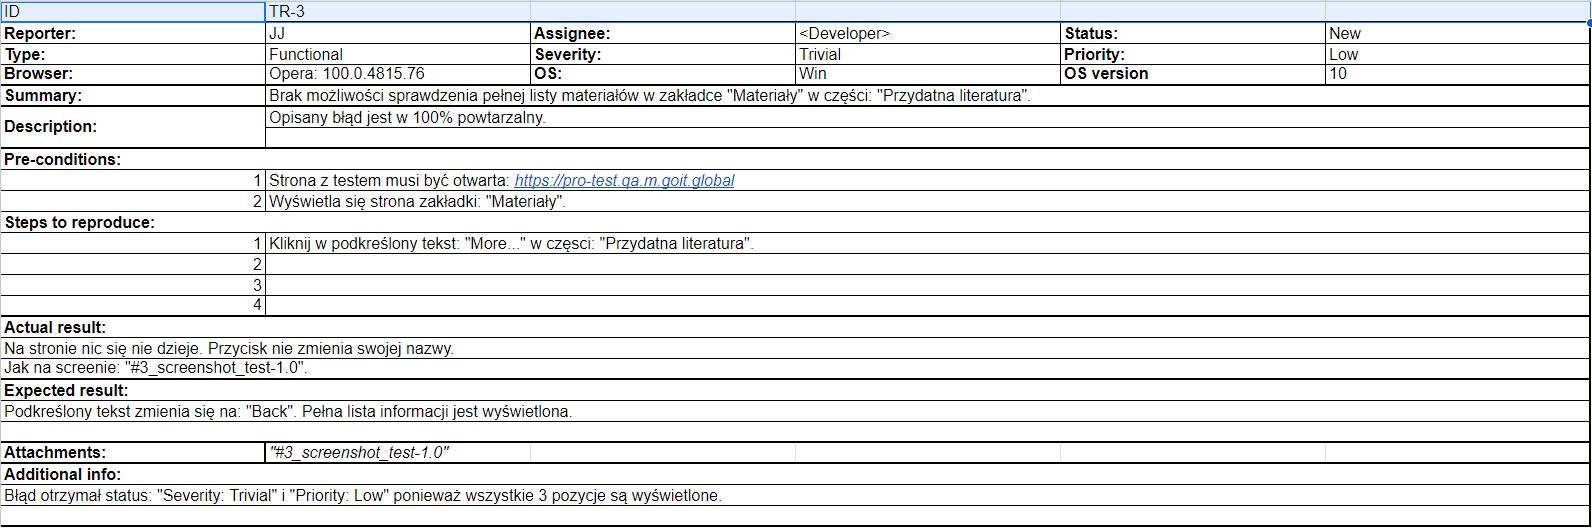 ID TR-3
Reporter: JJ Assignee: <Developer> Status: New
Type: Functional Severity: Trivial Priority: Low
Browser: Opera: 100.0.4815.76 OS: Win OS version 10
Summary: Brak możliwości sprawdzenia pełnej listy materiałów w zakładce "Materiały" w części: "Przydatna literatura".
Description: Opisany błąd jest w 100% powtarzalny.
Pre-conditions:
1 Strona z testem musi być otwarta: https://pro-test.qa.m.goit.global
2 Wyświetla się strona zakładki: "Materiały".
Steps to reproduce:
1 Kliknij w podkreślony tekst: "More..." w częsci: "Przydatna literatura".
2
3
4
Actual result:
Na stronie nic się nie dzieje. Przycisk nie zmienia swojej nazwy.
Jak na screenie: "#3_screenshot_test-1.0".
Expected result:
Podkreślony tekst zmienia się na: "Back". Pełna lista informacji jest wyświetlona.
Attachments: "#3_screenshot_test-1.0"
Additional info:
Błąd otrzymał status: "Severity: Trivial" i "Priority: Low" ponieważ wszystkie 3 pozycje są wyświetlone.